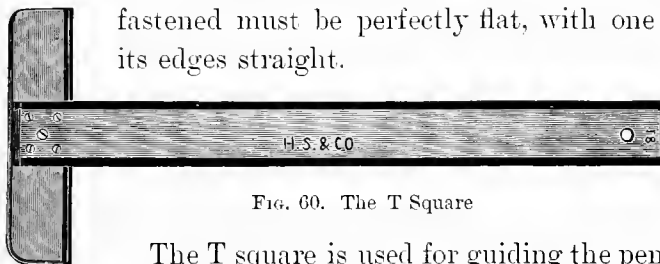 fastened must be perfectly flat, with one
its edges straight.
H.S.& CO
18
FIG. 60. The T Square
The T square is used for guiding the pen